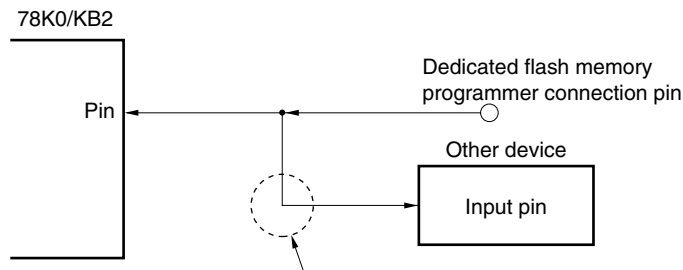 78K0/KB2
Dedicated flash memory
programmer connection pin
Pin
Other device
Input pin